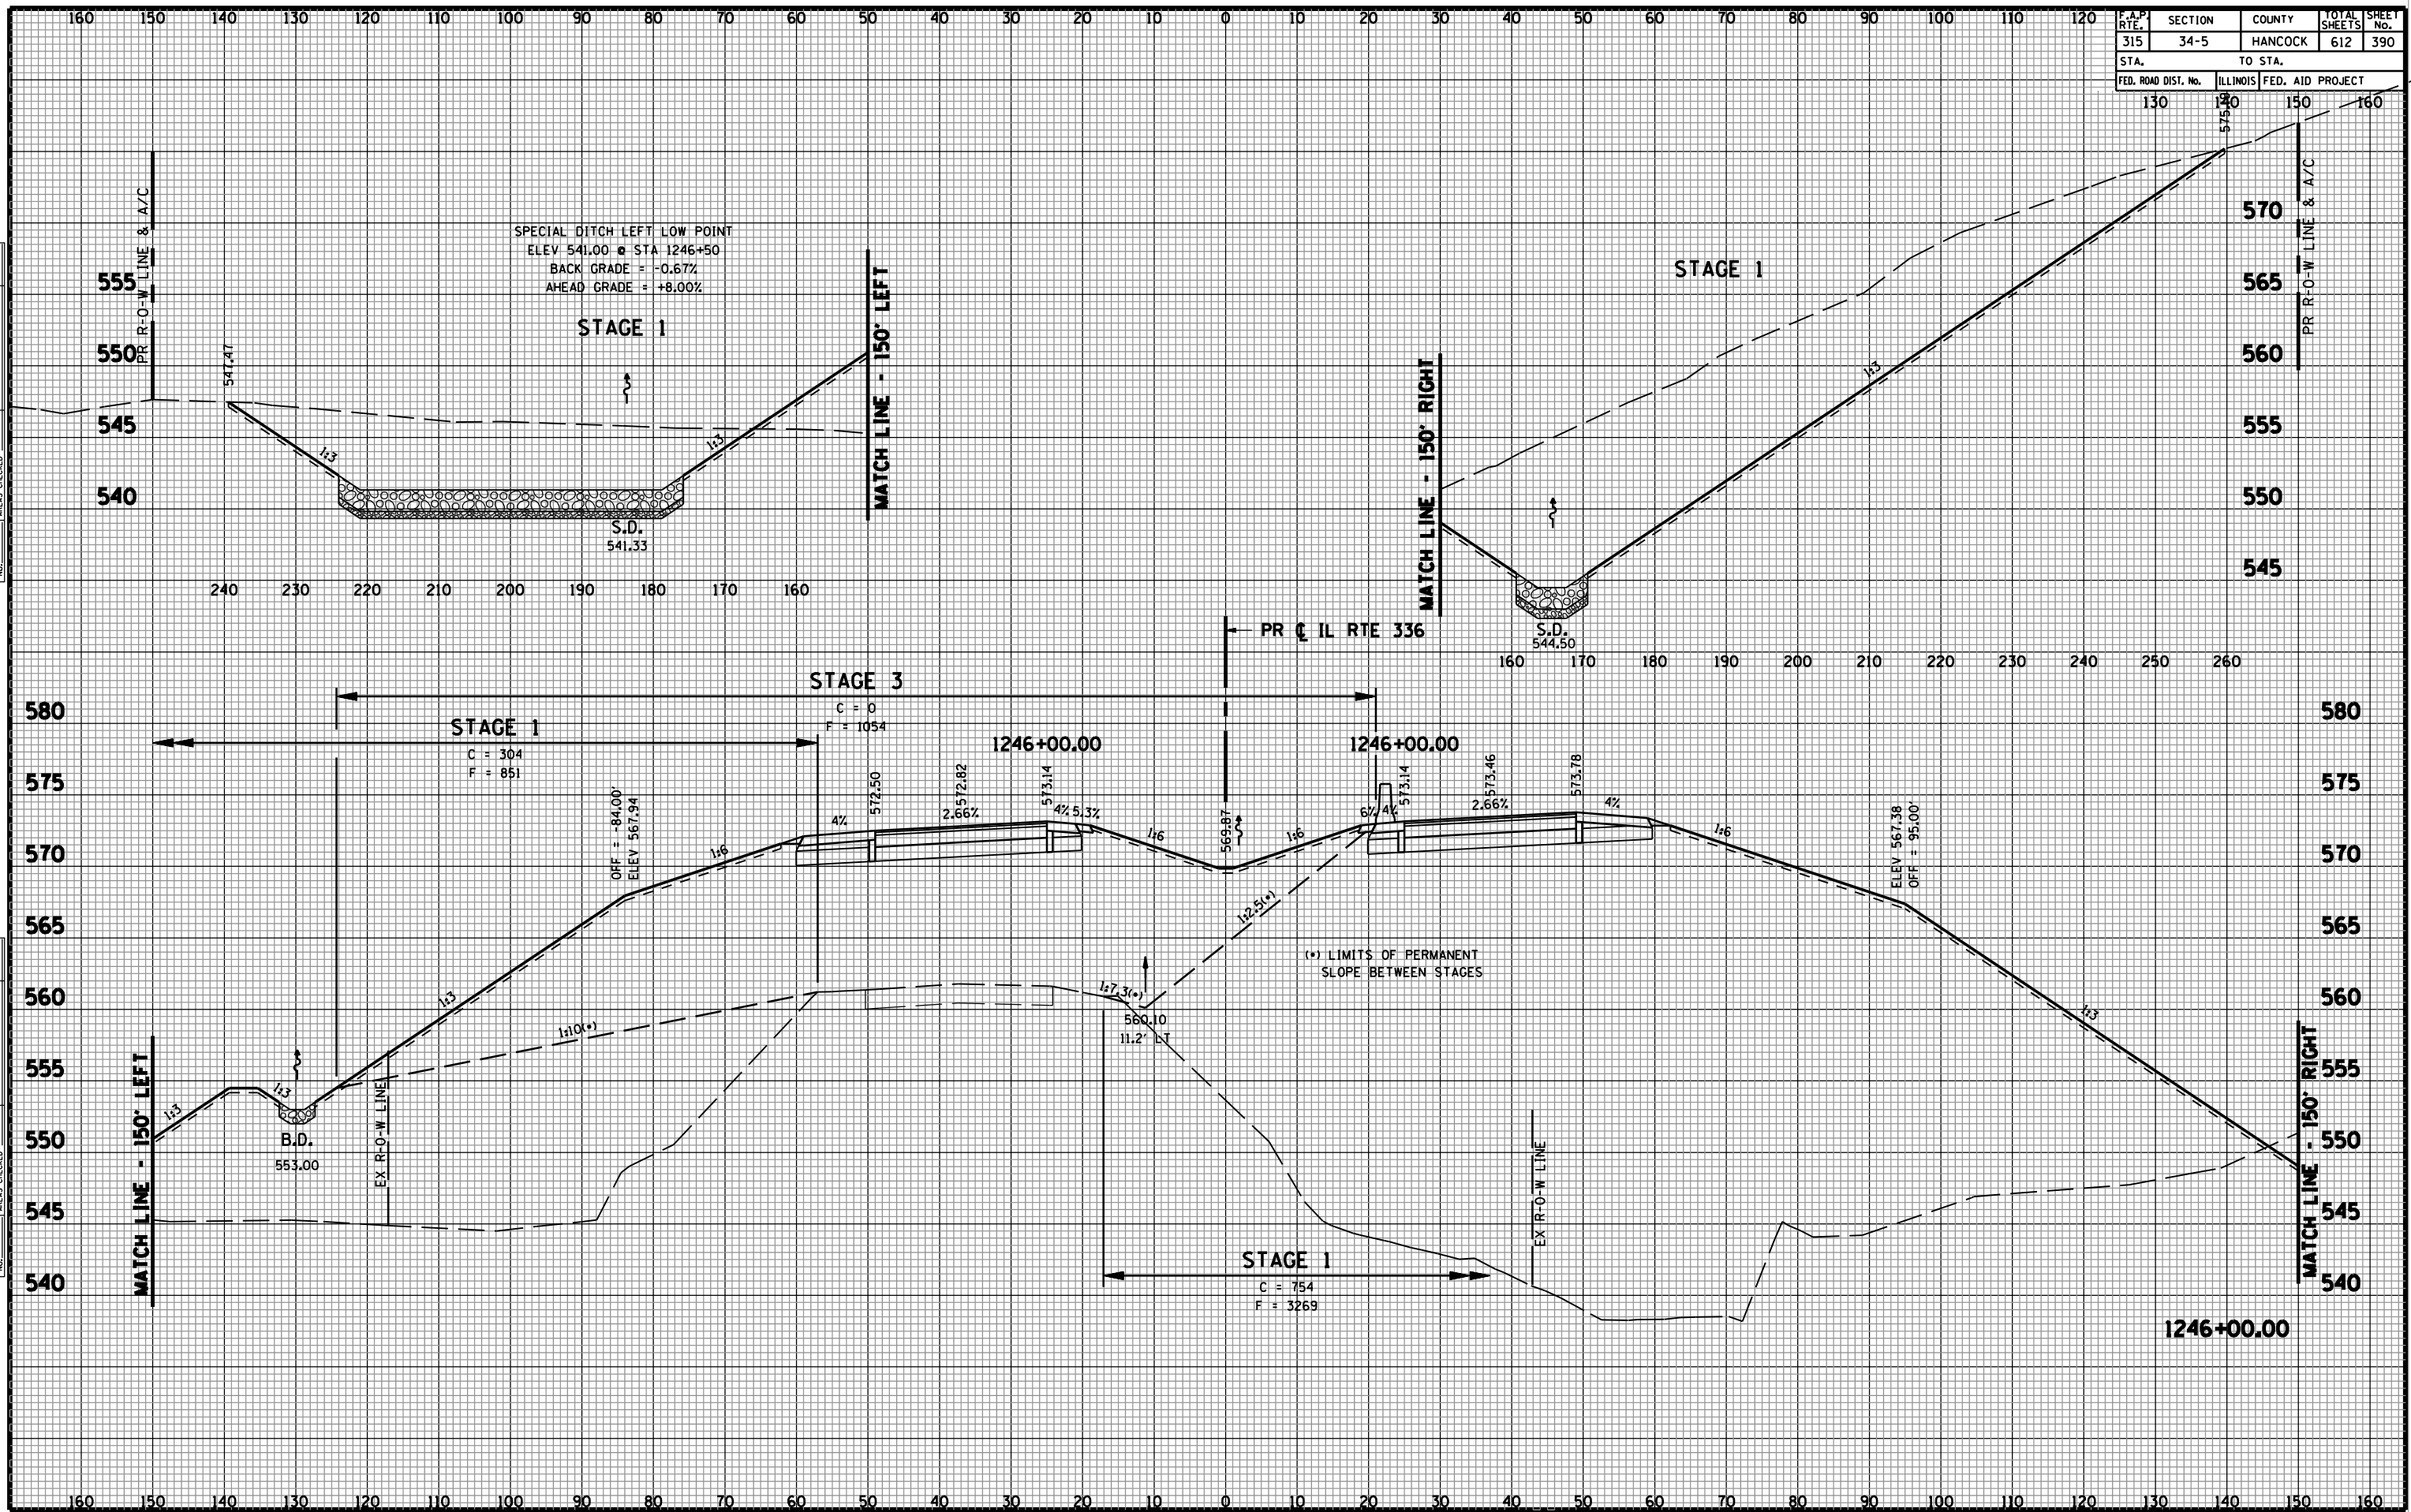 160 150 140 130 120 110 100 90 80 70 60 50 40 30 20 10 0 10 20 30 40 50 60 70 80 90 100 110 120
F.A.P. RTE. SECTION COUNTY TOTAL SHEETS SHEET No.
315 34-5 HANCOCK 612 390
STA. TO STA.
FED. ROAD DIST. No. ILLINOIS FED. AID PROJECT
130 140 150 160
PR R-O-W LINE & A/C
555
550
545
540
547.47
1:3
SPECIAL DITCH LEFT LOW POINT
ELEV 541.00 @ STA 1246+50
BACK GRADE = -0.67%
AHEAD GRADE = +8.00%
STAGE 1
1:3
S.D.
541.33
MATCH LINE - 150' LEFT
240 230 220 210 200 190 180 170 160
MATCH LINE - 150' RIGHT
STAGE 1
1:3
S.D.
544.50
570
565
560
555
550
545
PR R-O-W LINE & A/C
160 170 180 190 200 210 220 230 240 250 260
PR ℄ IL RTE 336
STAGE 3
C = 0
F = 1054
STAGE 1
C = 304
F = 851
1246+00.00
1246+00.00
580
575
570
565
560
555
550
545
540
580
575
570
565
560
555
550
545
540
MATCH LINE - 150' LEFT
1:3
1:3
B.D.
553.00
EX R-O-W LINE
1:3
1:10(*)
OFF = -84.00'
ELEV 567.94
1:6
4%
572.50
572.82
2.66%
573.14
4% 5.3%
1:6
569.87
1:6
6% 4%
573.14
573.46
2.66%
573.78
4%
1:6
ELEV 567.38
OFF = 95.00'
1:2.5(*)
1:7.3(*)
560.10
11.2' LT
(*) LIMITS OF PERMANENT
SLOPE BETWEEN STAGES
1:3
EX R-O-W LINE
STAGE 1
C = 754
F = 3269
MATCH LINE - 150' RIGHT
1246+00.00
160 150 140 130 120 110 100 90 80 70 60 50 40 30 20 10 0 10 20 30 40 50 60 70 80 90 100 110 120 130 140 150 160